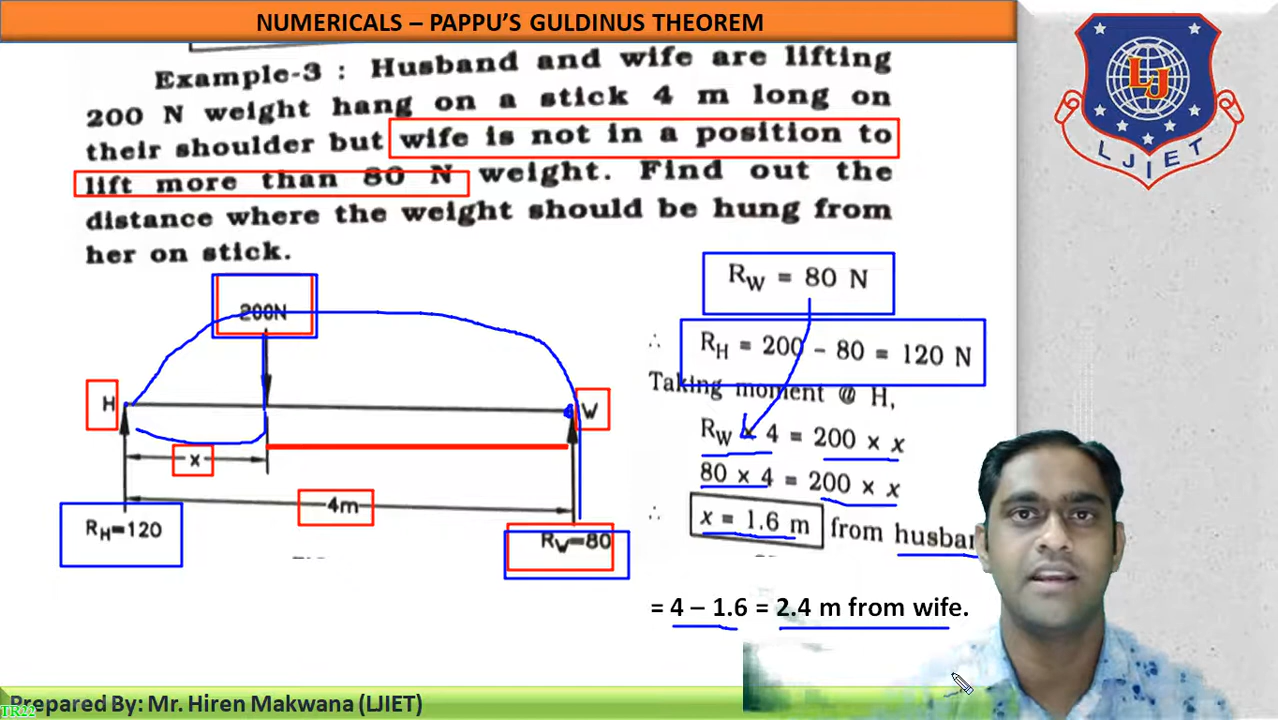 NUMERICALS – PAPPU'S GULDINUS THEOREM
Example-3 : Husband and wife are lifting
200 N weight hang on a stick 4 m long on
their shoulder but wife is not in a position to
lift more than 80 N weight. Find out the
distance where the weight should be hung from
her on stick.
LJ
LJIET
200N
H
W
x
4m
RH=120
RW=80
RW = 80 N
∴ RH = 200 – 80 = 120 N
Taking moment @ H,
RW × 4 = 200 × x
80 × 4 = 200 × x
∴ x = 1.6 m from
= 4 – 1.6 = 2.4 m from wife.
Prepared By: Mr. Hiren Makwana (LJIET)
TR22